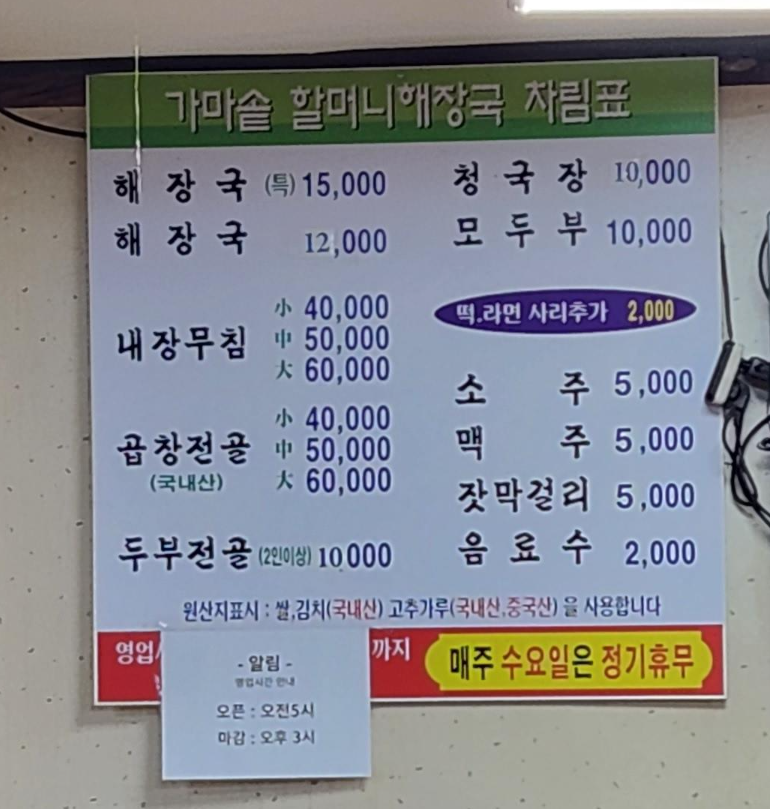 가마솥 할머니해장국 차림표
해장국 (특) 15,000
해장국 12,000
내장무침 小 40,000
中 50,000
大 60,000
곱창전골 小 40,000
(국내산) 中 50,000
大 60,000
두부전골 (2인이상) 10000
청국장 10,000
모두부 10,000
떡.라면 사리추가 2,000
소주 5,000
맥주 5,000
잣막걸리 5,000
음료수 2,000
원산지표시 : 쌀,김치(국내산) 고추가루(국내산,중국산) 을 사용합니다
영업 까지
매주 수요일은 정기휴무
- 알림 -
영업시간 안내
오픈 : 오전5시
마감 : 오후 3시